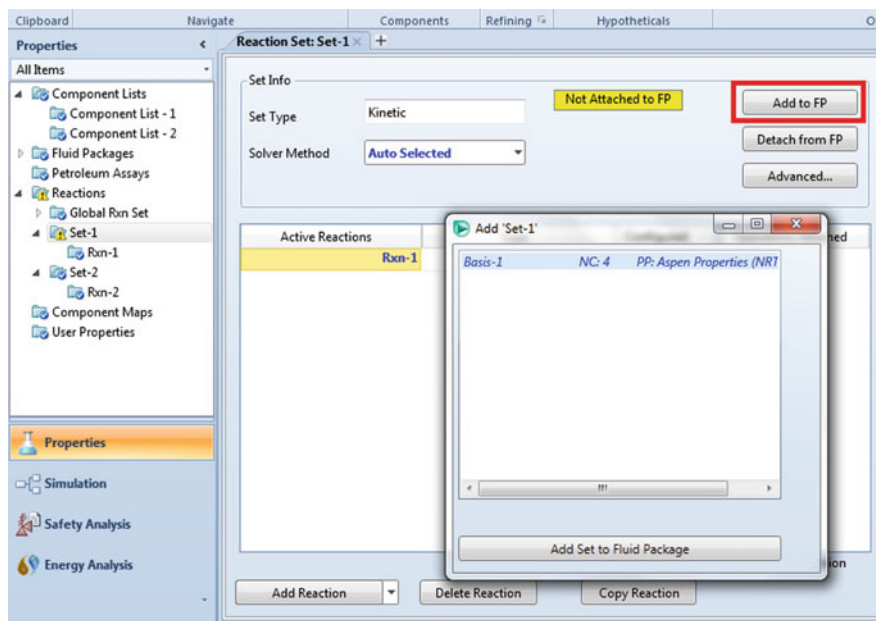 Clipboard Navigate Components Refining Hypotheticals
Properties
All Items
Component Lists
Component List - 1
Component List - 2
Fluid Packages
Petroleum Assays
Reactions
Global Rxn Set
Set-1
Rxn-1
Set-2
Rxn-2
Component Maps
User Properties
Properties
Simulation
Safety Analysis
Energy Analysis
Reaction Set: Set-1
Set Info
Set Type Kinetic
Not Attached to FP
Add to FP
Solver Method Auto Selected
Detach from FP
Advanced...
Active Reactions
Rxn-1
Add 'Set-1'
Basis-1 NC: 4 PP: Aspen Properties (NRT
Add Set to Fluid Package
Add Reaction Delete Reaction Copy Reaction